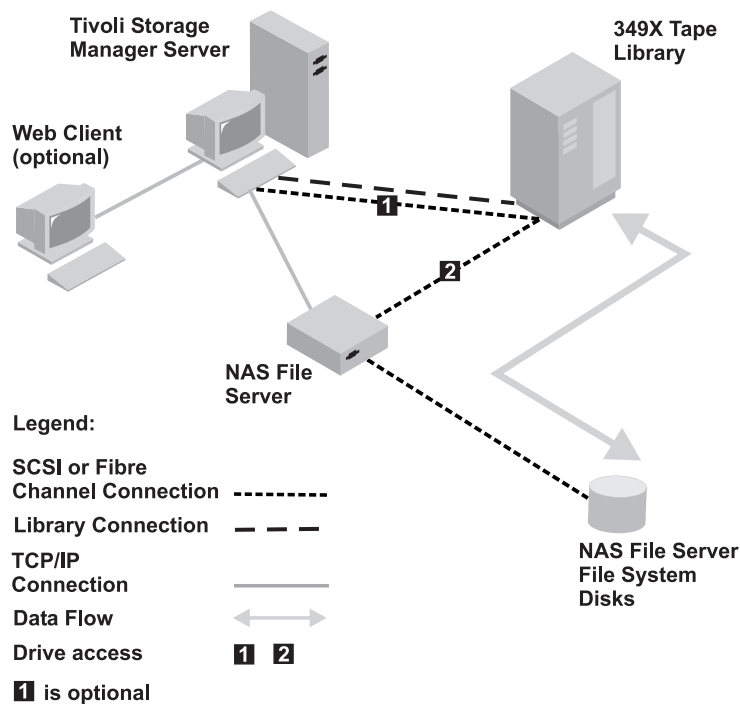 Tivoli Storage
Manager Server
349X Tape
Library
Web Client
(optional)
1
2
NAS File
Server
Legend:
SCSI or Fibre
Channel Connection
Library Connection
TCP/IP
Connection
Data Flow
Drive access 1 2
1 is optional
NAS File Server
File System
Disks